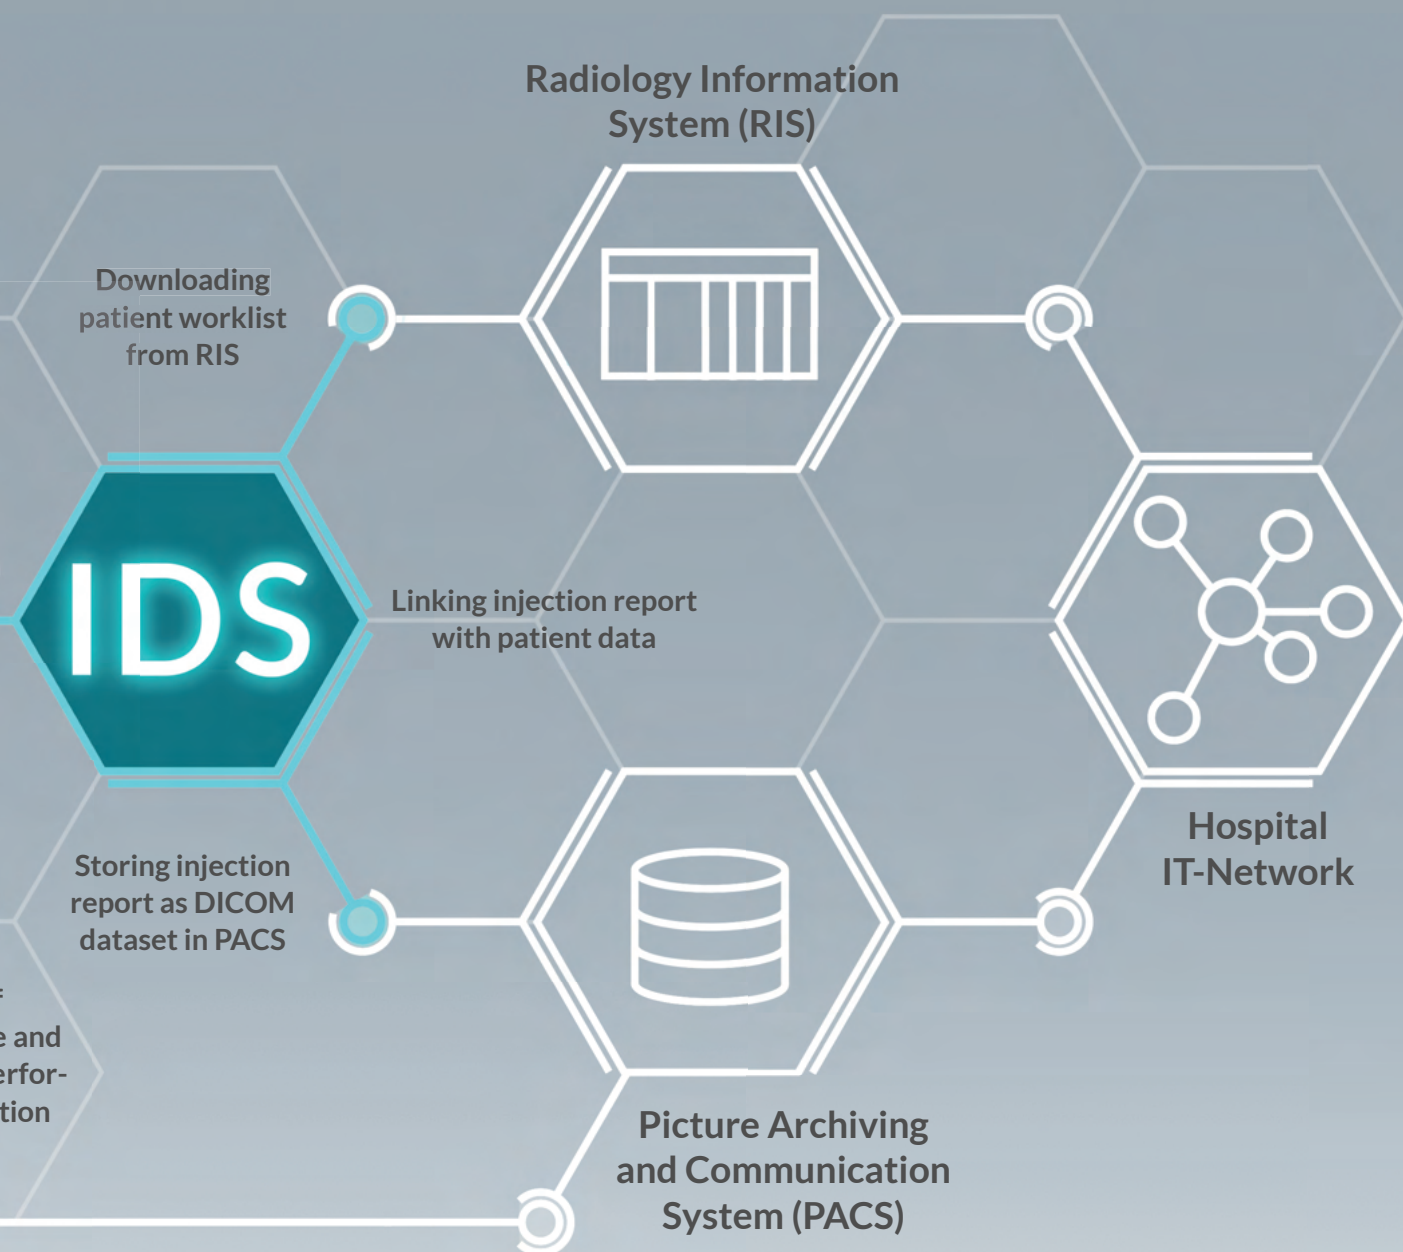 Radiology Information
System (RIS)
Downloading
patient worklist
from RIS
IDS
Linking injection report
with patient data
Hospital
IT-Network
Storing injection
report as DICOM
dataset in PACS
and
Picture Archiving
and Communication
System (PACS)